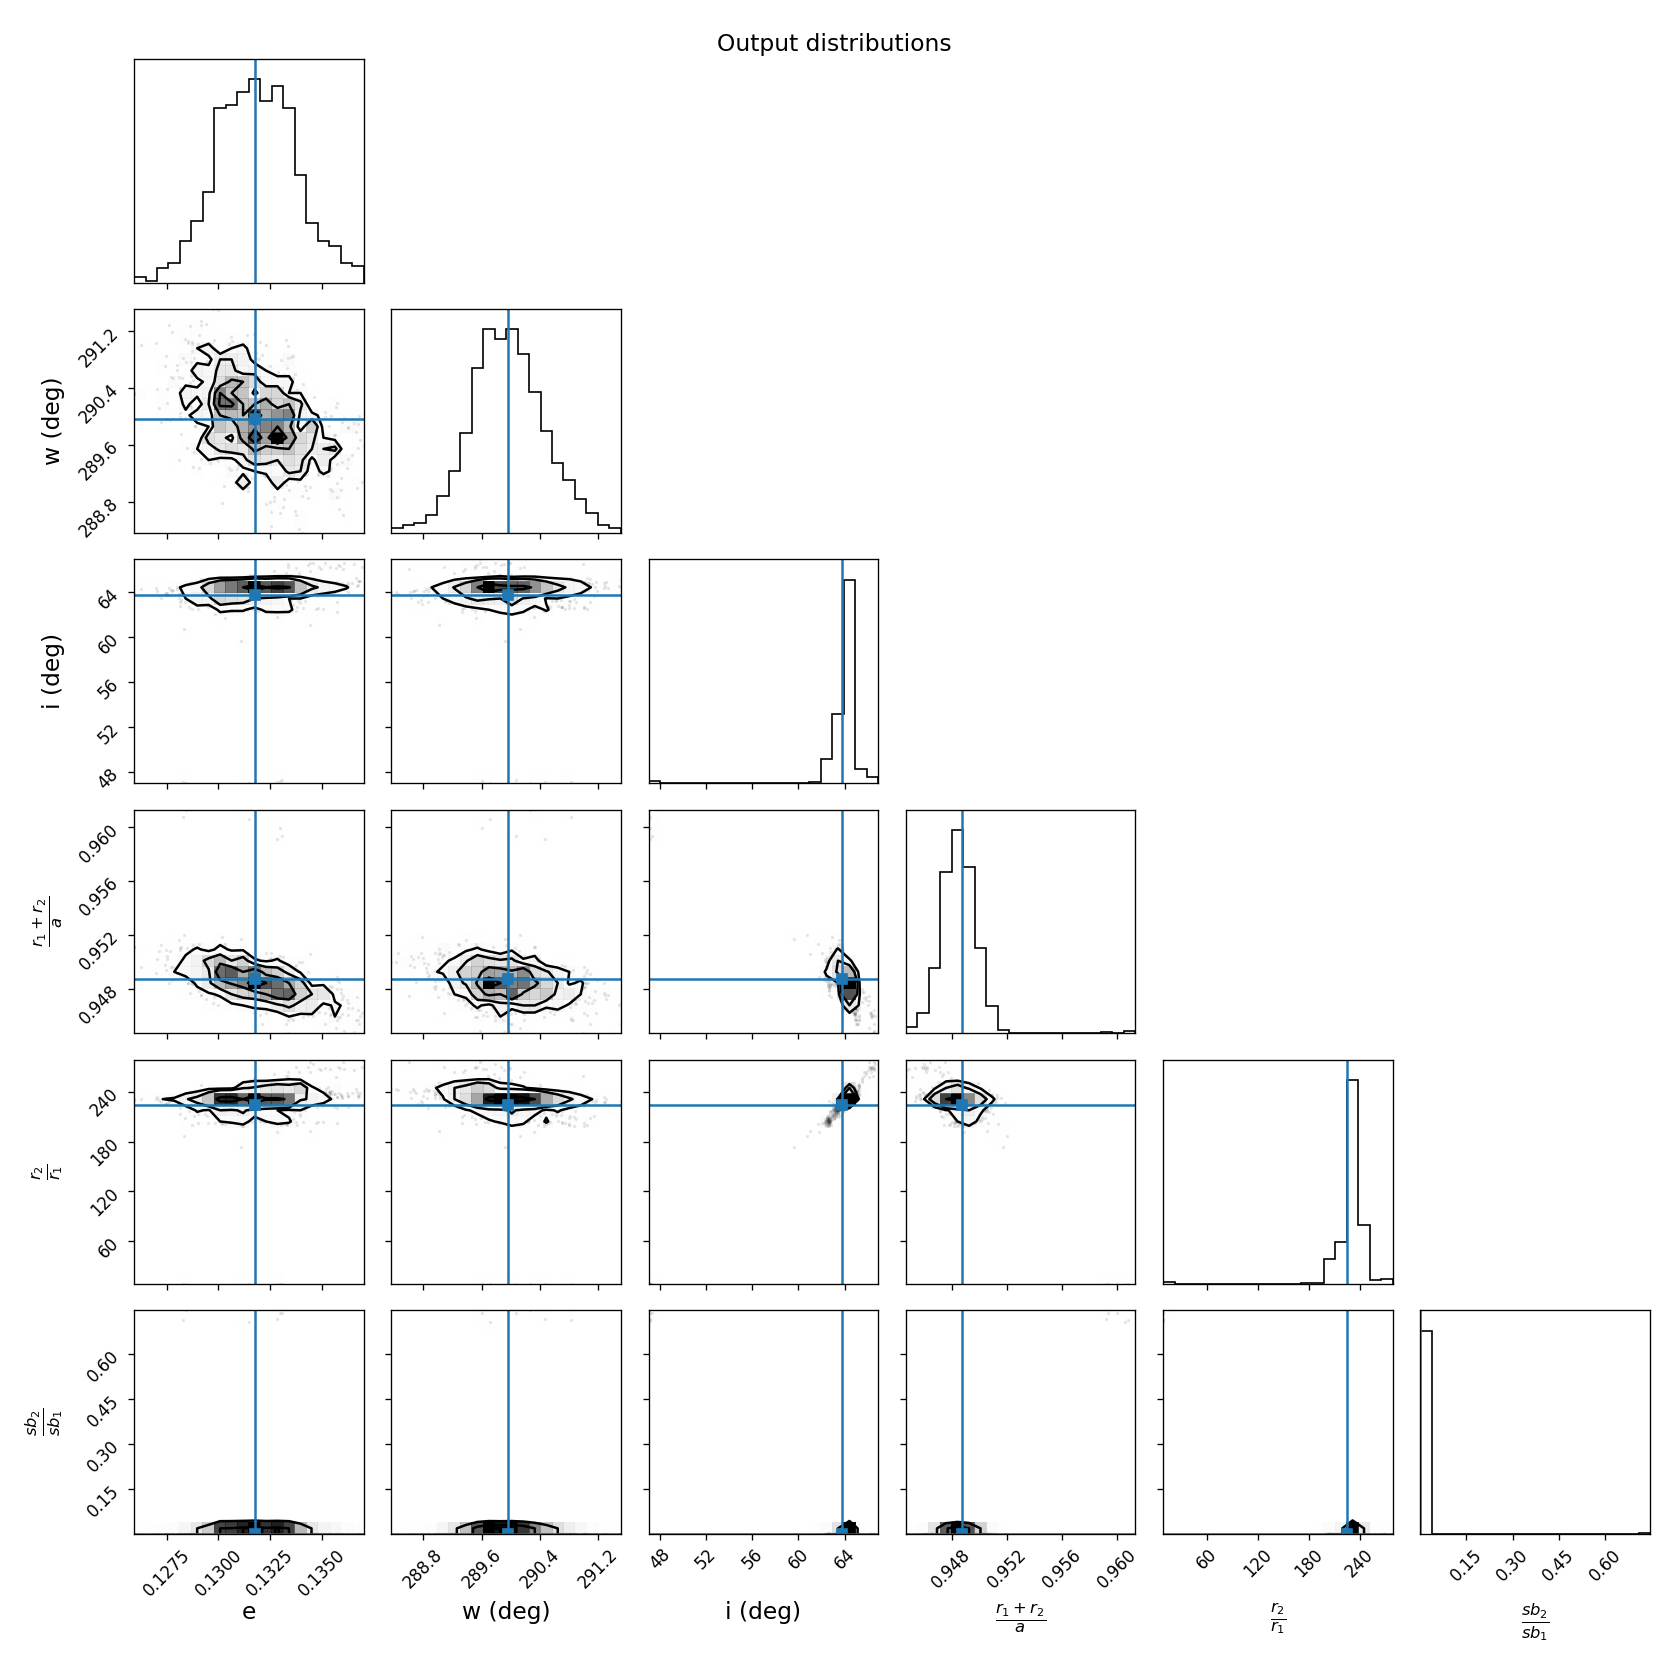 Output distributions
w (deg)
291.2
290.4
289.6
288.8
i (deg)
64
60
56
52
48
r1 + r2
a
0.960
0.956
0.952
0.948
r2
r1
240
180
120
60
sb2
sb1
0.60
0.45
0.30
0.15
0.1275 0.1300 0.1325 0.1350 288.8 289.6 290.4 291.2 48 52 56 60 64 0.948 0.952 0.956 0.960 60 120 180 240 0.15 0.30 0.45 0.60
e w (deg) i (deg)
r1 + r2 r2 sb2
a r1 sb1